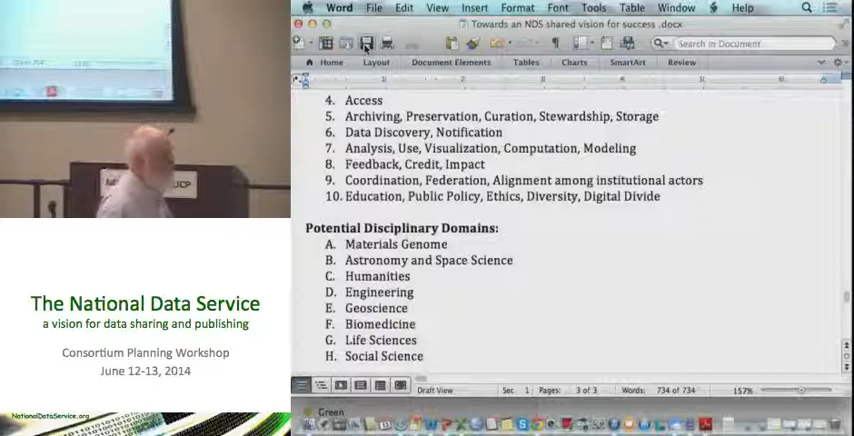 Word File Edit View Insert Format Font Tools Table Window Help
Towards an NDS shared vision for success .docx
Search in Document
Home Layout Document Elements Tables Charts SmartArt Review
4. Access
5. Archiving, Preservation, Curation, Stewardship, Storage
6. Data Discovery, Notification
7. Analysis, Use, Visualization, Computation, Modeling
8. Feedback, Credit, Impact
9. Coordination, Federation, Alignment among institutional actors
10. Education, Public Policy, Ethics, Diversity, Digital Divide
Potential Disciplinary Domains:
A. Materials Genome
B. Astronomy and Space Science
C. Humanities
D. Engineering
E. Geoscience
F. Biomedicine
G. Life Sciences
H. Social Science
Draft View Sec 1 Pages: 3 of 3 Words: 734 of 734 157%
Green
UCP
The National Data Service
a vision for data sharing and publishing
Consortium Planning Workshop
June 12-13, 2014
NationalDataService.org